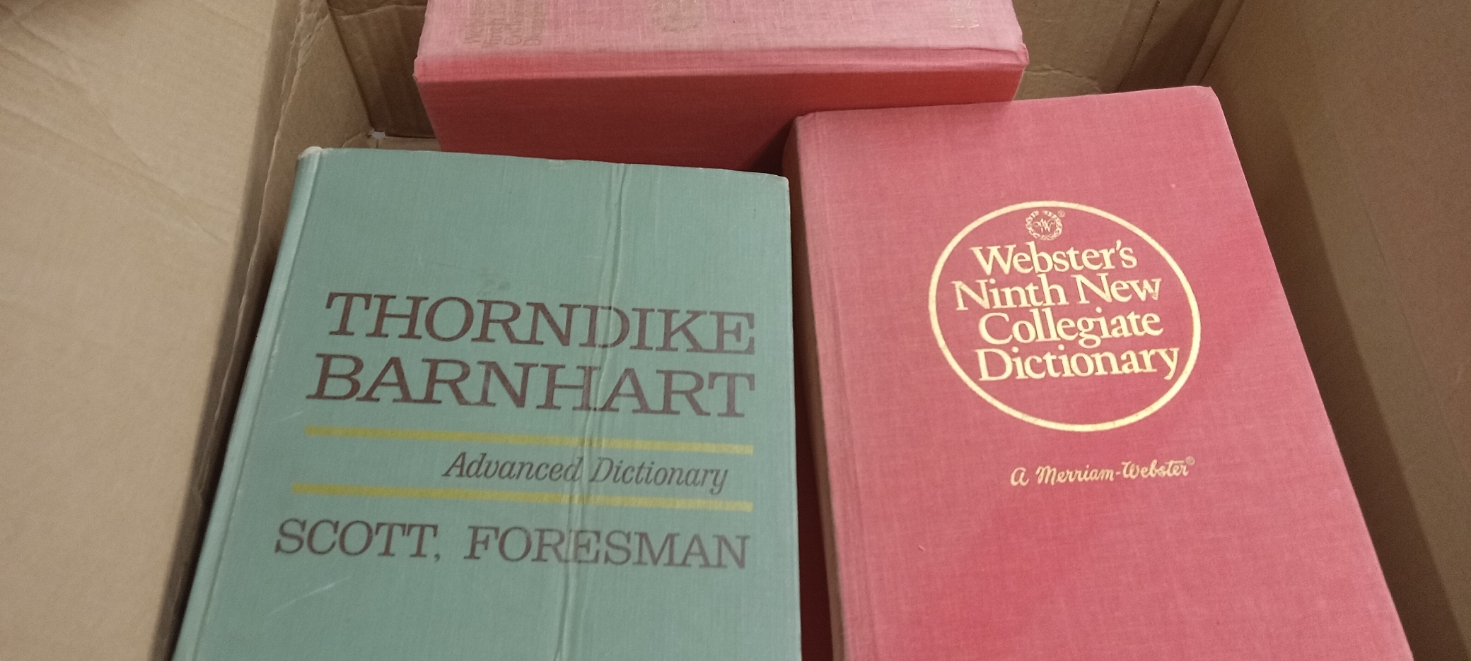 THORNDIKE
BARNHART
Advanced Dictionary
SCOTT, FORESMAN
Webster's
Ninth New
Collegiate
Dictionary
A Merriam-Webster®